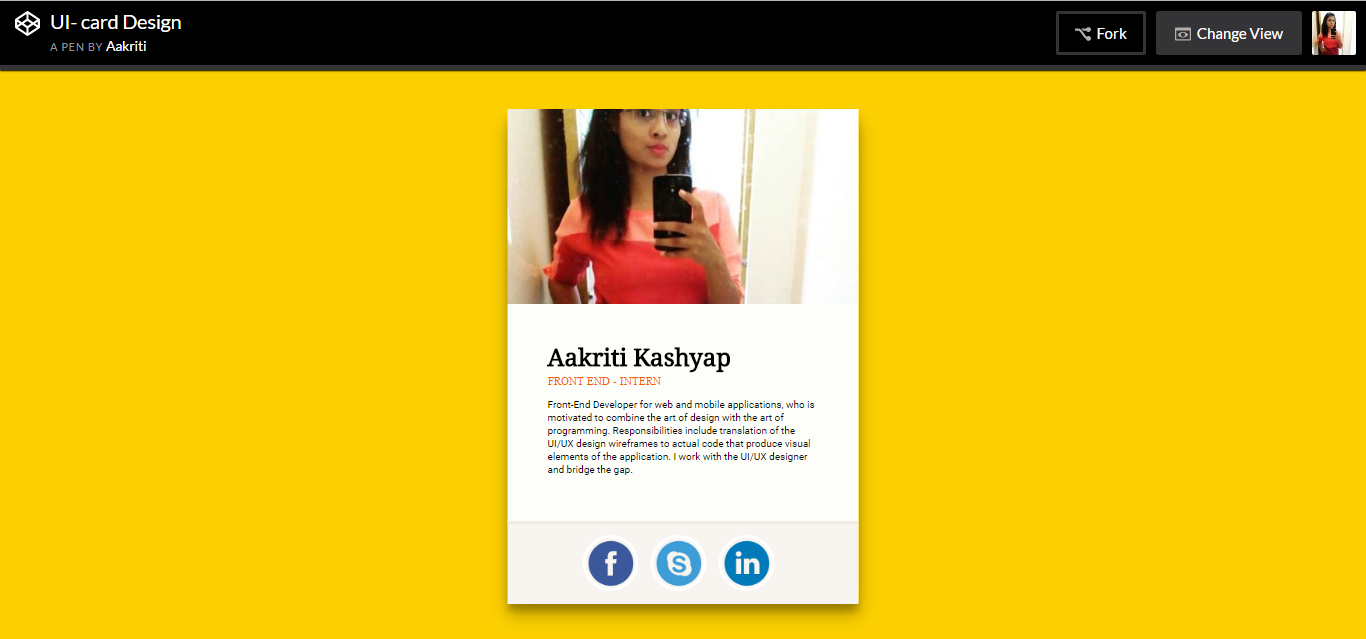 UI- card Design
A PEN BY Aakriti
Fork
Change View
Aakriti Kashyap
FRONT END - INTERN
Front-End Developer for web and mobile applications, who is
motivated to combine the art of design with the art of
programming. Responsibilities include translation of the
UI/UX design wireframes to actual code that produce visual
elements of the application. I work with the UI/UX designer
and bridge the gap.
f
S
in